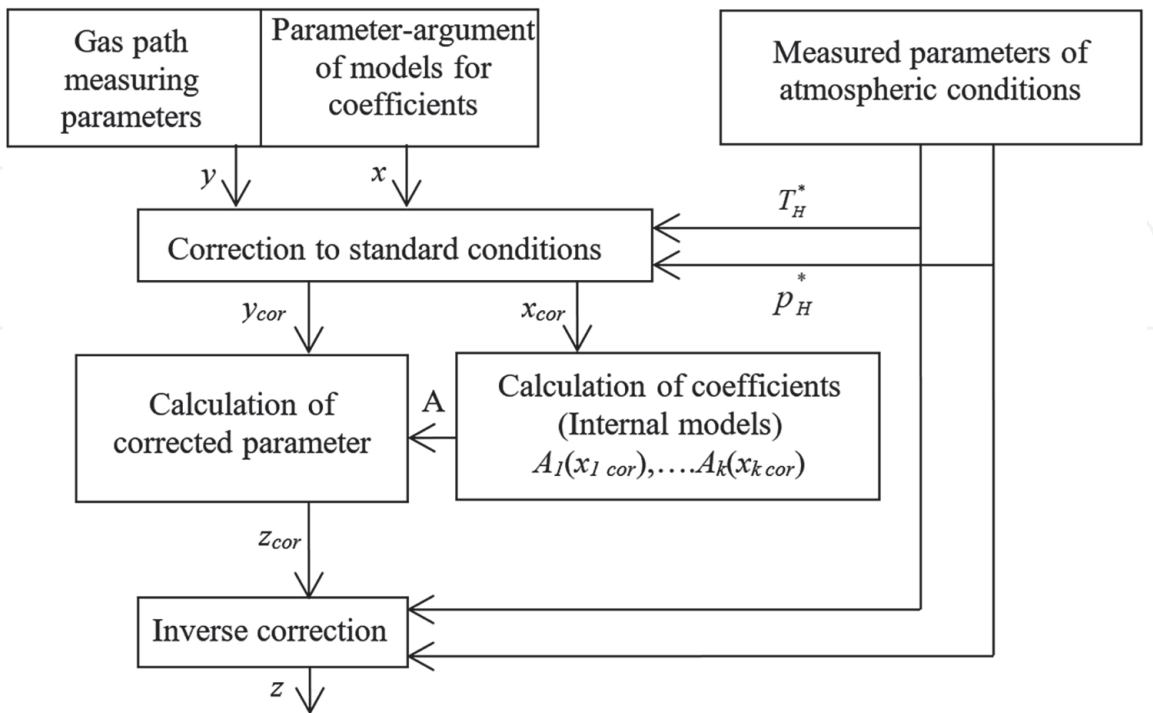 Gas path
measuring
parameters
Parameter-argument
of models for
coefficients
Measured parameters of
atmospheric conditions
y
x
T*H
Correction to standard conditions
p*H
ycor
xcor
Calculation of
corrected parameter
A
Calculation of coefficients
(Internal models)
A1(x1 cor),….Ak(xk cor)
zcor
Inverse correction
z